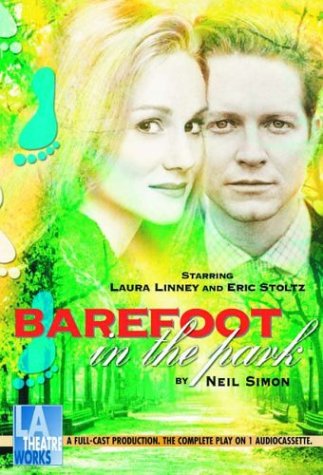 STARRING
LAURA LINNEY AND ERIC STOLTZ
BAREFOOT
in the park
BY NEIL SIMON
LA
THEATRE
WORKS
A FULL-CAST PRODUCTION. THE COMPLETE PLAY ON 1 AUDIOCASSETTE.